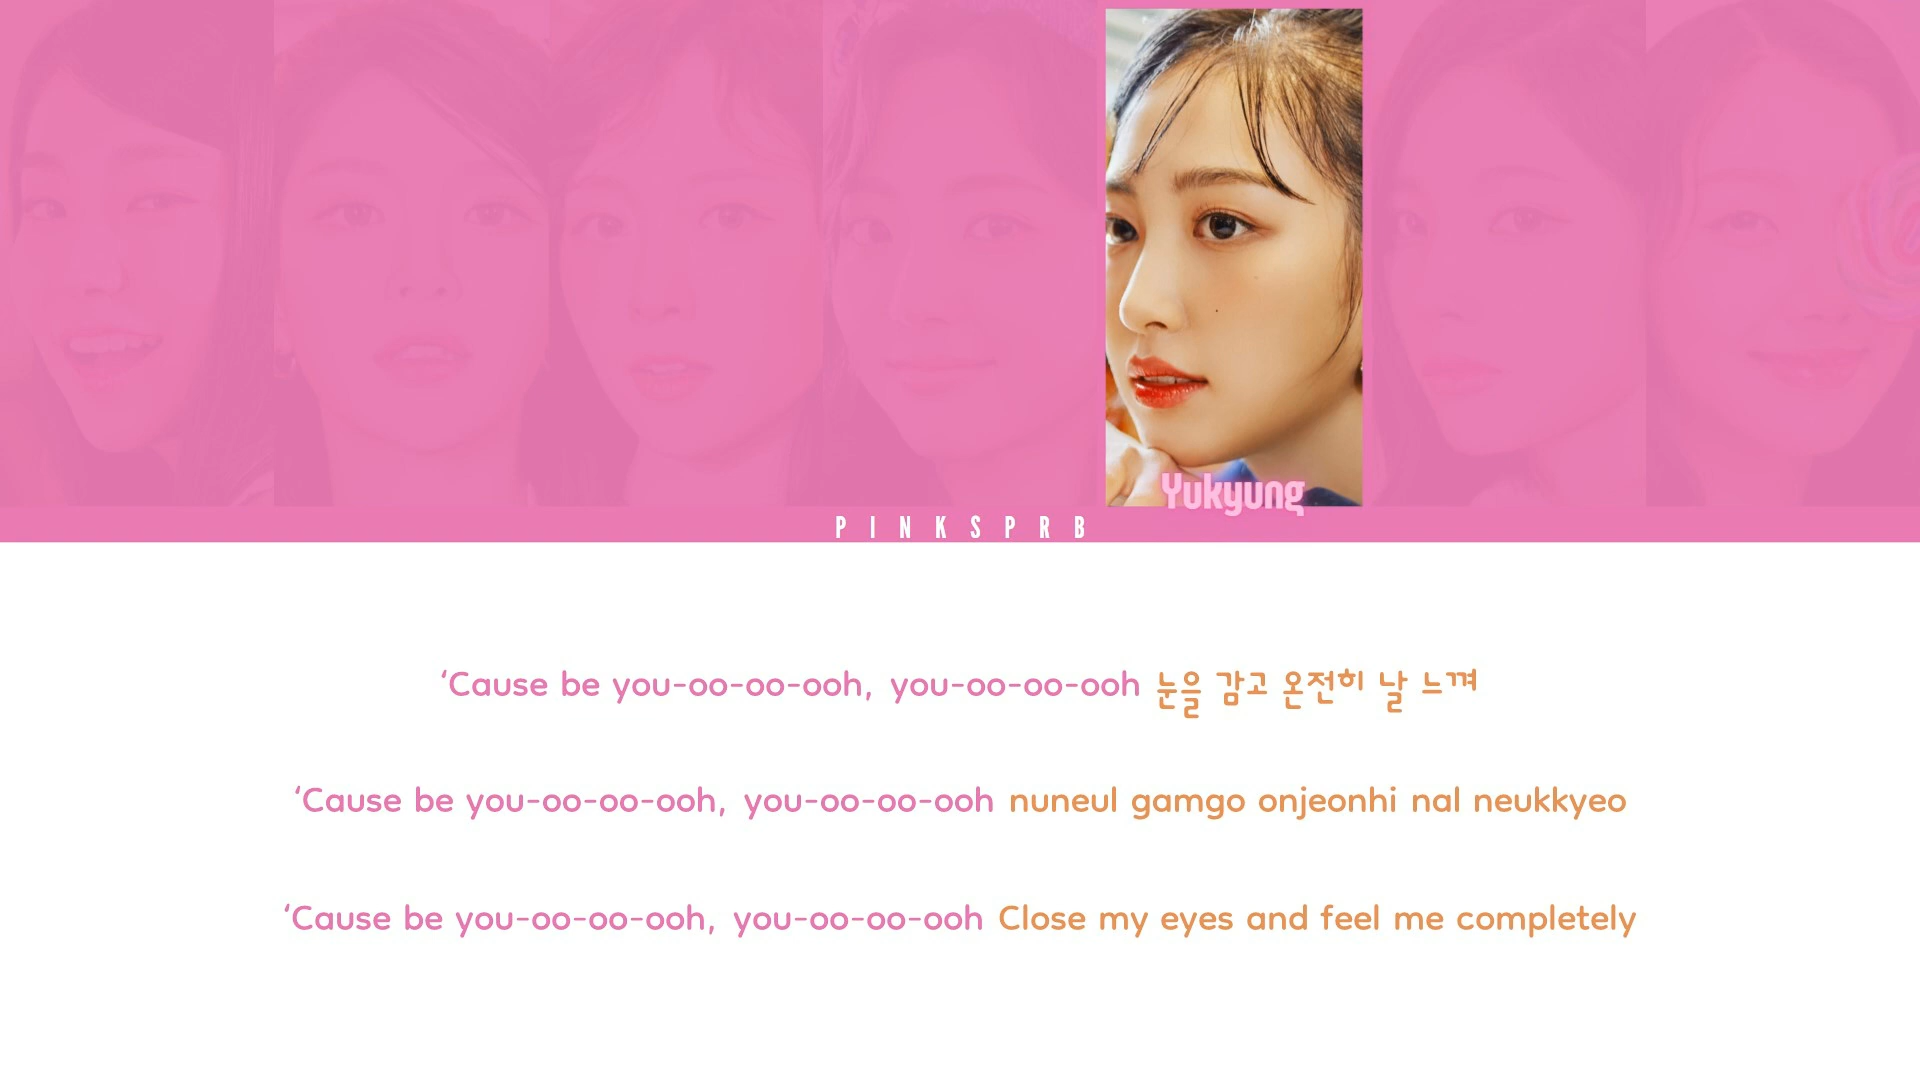 Yukyung
PINKSPRB
‘Cause be you-oo-oo-ooh, you-oo-oo-ooh 눈을 감고 온전히 날 느껴
‘Cause be you-oo-oo-ooh, you-oo-oo-ooh nuneul gamgo onjeonhi nal neukkyeo
‘Cause be you-oo-oo-ooh, you-oo-oo-ooh Close my eyes and feel me completely